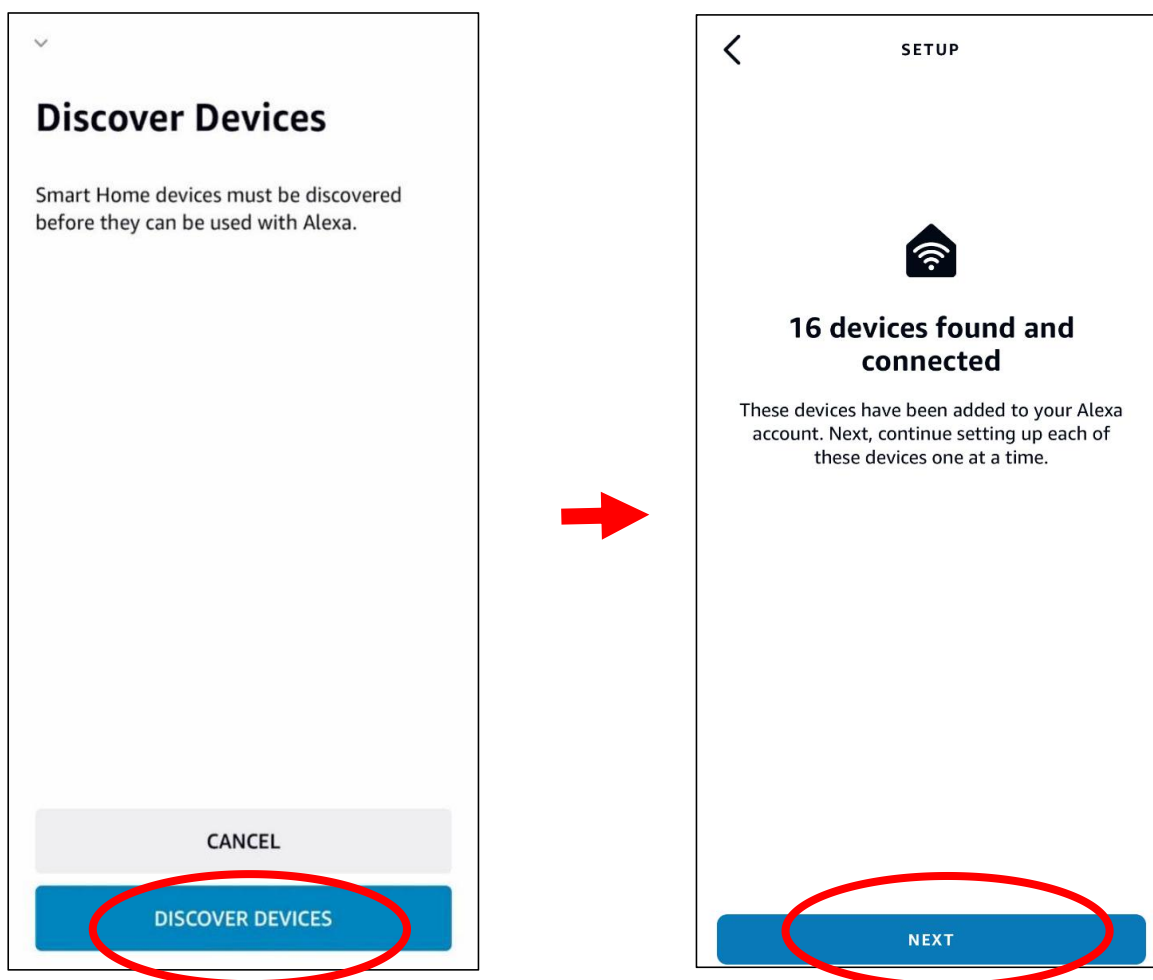 Discover Devices
Smart Home devices must be discovered
before they can be used with Alexa.
CANCEL
DISCOVER DEVICES
SETUP
16 devices found and
connected
These devices have been added to your Alexa
account. Next, continue setting up each of
these devices one at a time.
NEXT